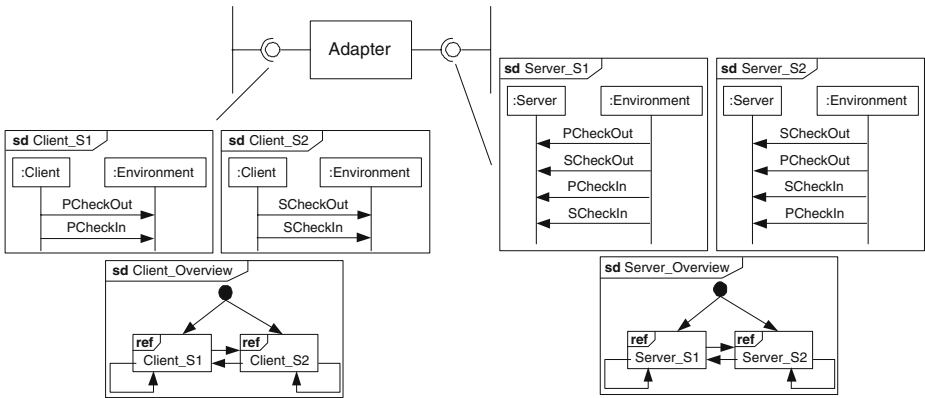 Adapter
sd Server_S1
:Server :Environment
PCheckOut
SCheckOut
PCheckIn
SCheckIn
sd Server_S2
:Server :Environment
SCheckOut
PCheckOut
SCheckIn
PCheckIn
sd Client_S1
:Client :Environment
PCheckOut
PCheckIn
sd Client_S2
:Client :Environment
SCheckOut
SCheckIn
sd Client_Overview
ref
Client_S1
ref
Client_S2
sd Server_Overview
ref
Server_S1
ref
Server_S2